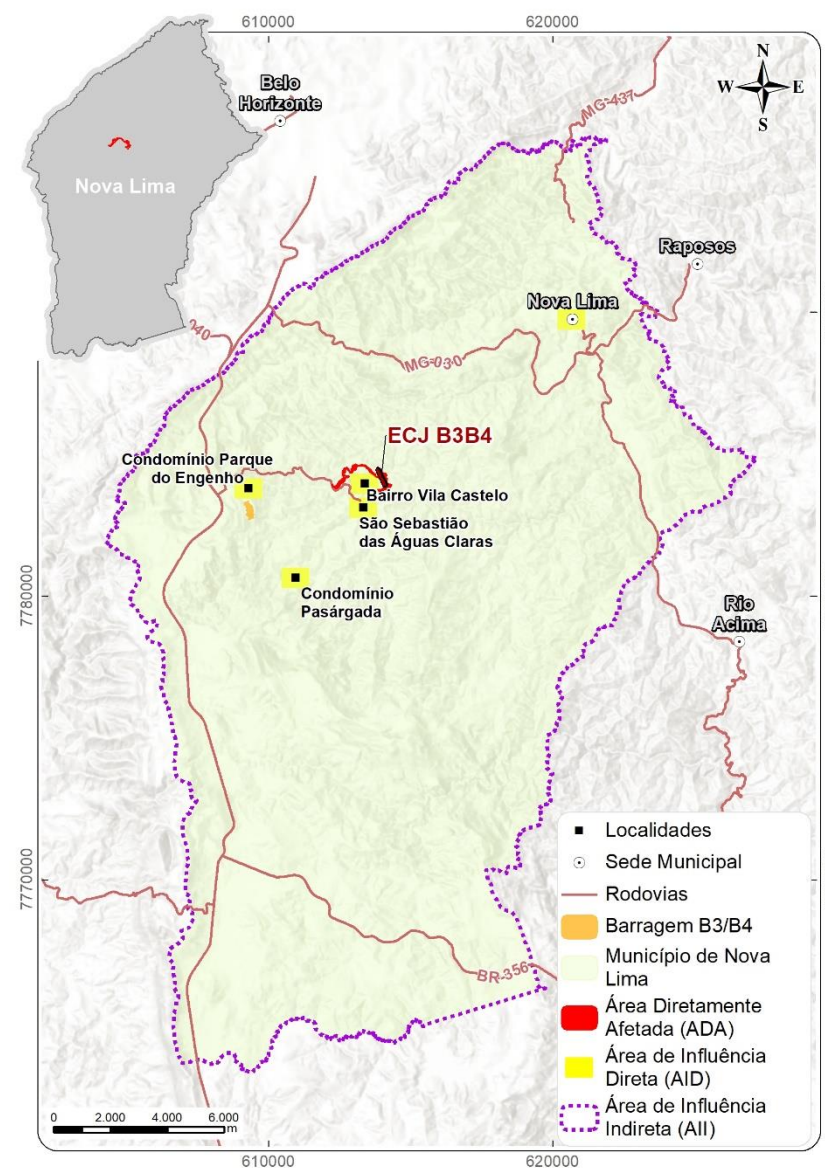 610000
620000
Belo
Horizonte
N
W
E
S
MG-437
Nova Lima
Raposos
Nova Lima
040
MG-030
ECJ B3B4
Condomínio Parque
do Engenho
Bairro Vila Castelo
São Sebastião
das Águas Claras
Condomínio
Pasárgada
7780000
Rio
Acima
7770000
BR-356
Localidades
Sede Municipal
Rodovias
Barragem B3/B4
Município de Nova
Lima
Área Diretamente
Afetada (ADA)
Área de Influência
Direta (AID)
Área de Influência
Indireta (AII)
0 2.000 4.000 6.000
m
610000
620000